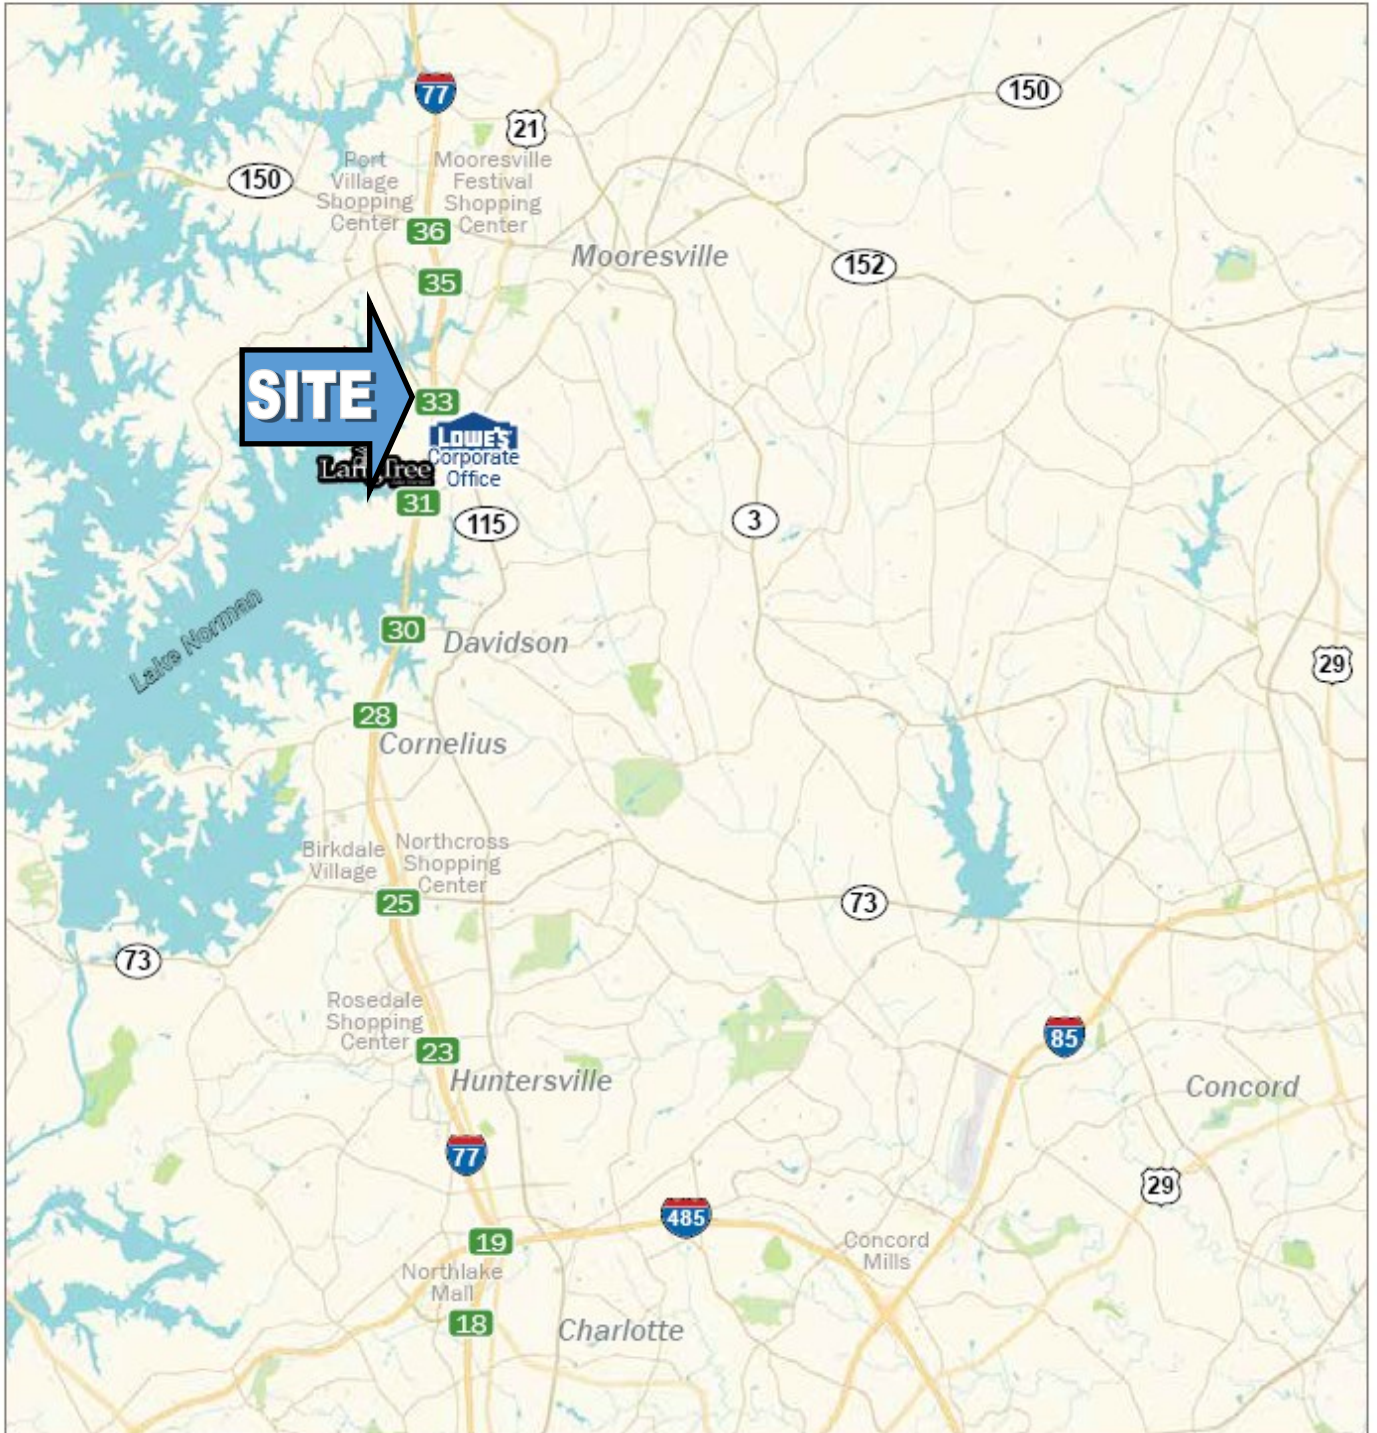 77
150
21
150
Port
Village
Shopping
Center
Mooresville
Festival
Shopping
Center
36
Mooresville
152
35
SITE
33
LOWE'S
Corporate
Office
LangTree
31
115
3
Lake Norman
30
Davidson
29
28
Cornelius
Birkdale
Village
Northcross
Shopping
Center
25
73
73
Rosedale
Shopping
Center
23
85
Huntersville
Concord
77
29
485
19
Concord
Mills
Northlake
Mall
18
Charlotte